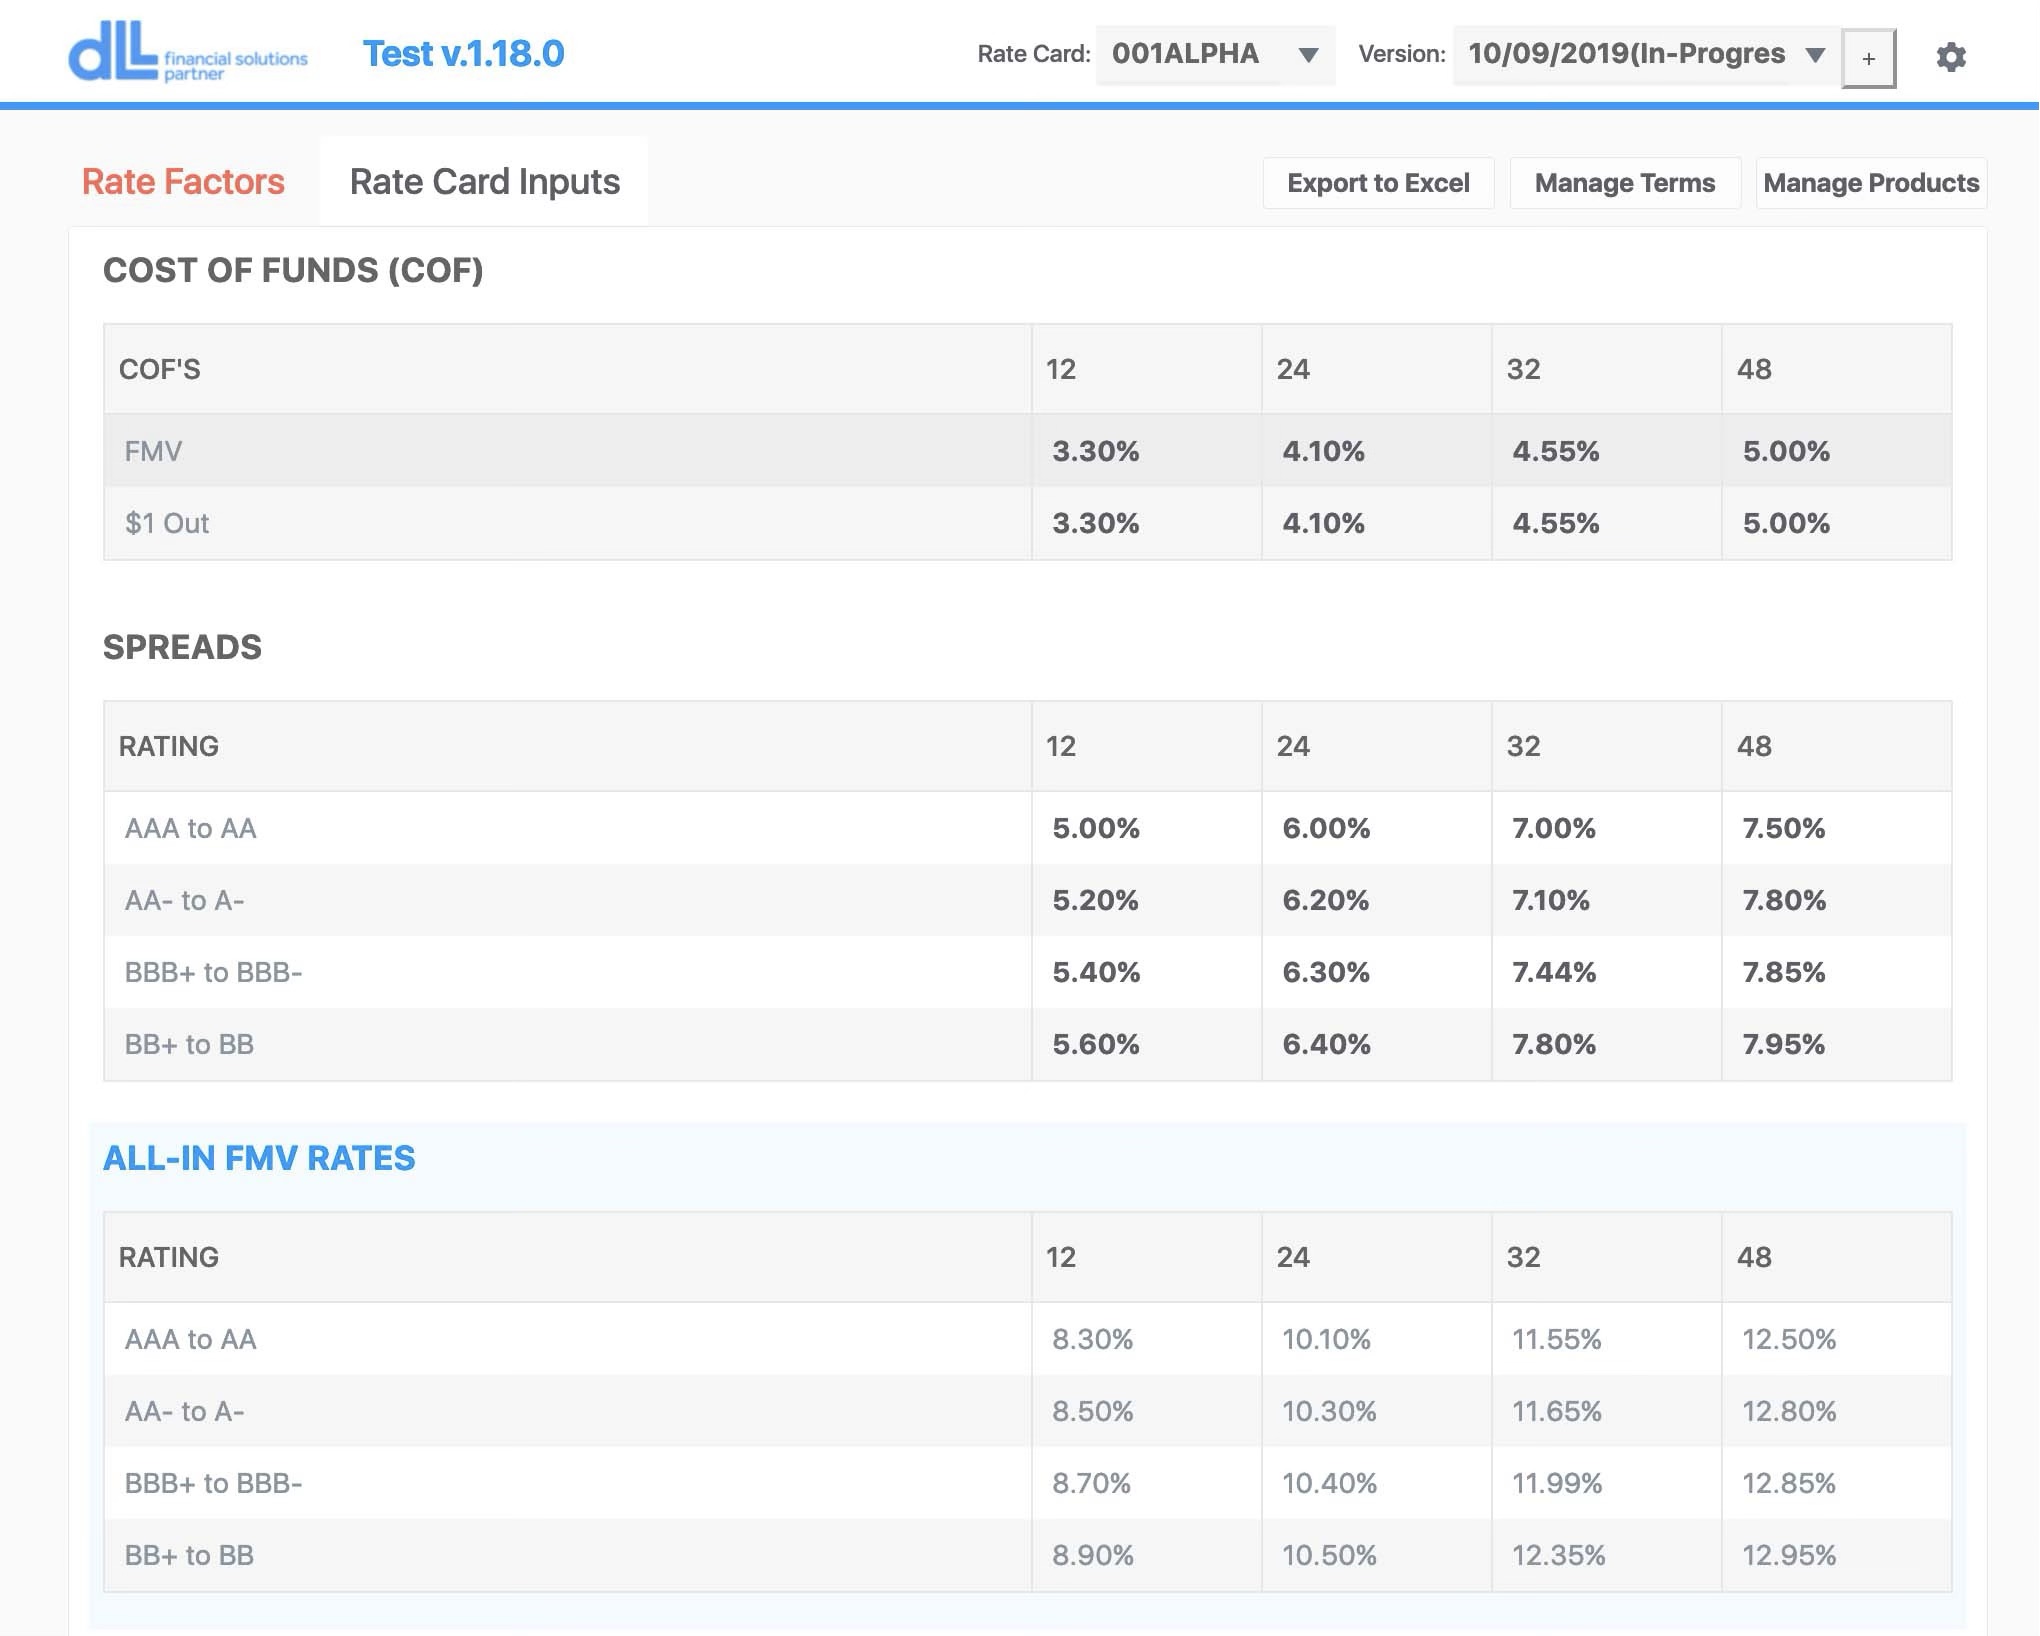 dLL financial solutions partner
Test v.1.18.0
Rate Card: 001ALPHA Version: 10/09/2019(In-Progres +
Rate Factors Rate Card Inputs Export to Excel Manage Terms Manage Products
COST OF FUNDS (COF)
COF'S 12 24 32 48
FMV 3.30% 4.10% 4.55% 5.00%
$1 Out 3.30% 4.10% 4.55% 5.00%
SPREADS
RATING 12 24 32 48
AAA to AA 5.00% 6.00% 7.00% 7.50%
AA- to A- 5.20% 6.20% 7.10% 7.80%
BBB+ to BBB- 5.40% 6.30% 7.44% 7.85%
BB+ to BB 5.60% 6.40% 7.80% 7.95%
ALL-IN FMV RATES
RATING 12 24 32 48
AAA to AA 8.30% 10.10% 11.55% 12.50%
AA- to A- 8.50% 10.30% 11.65% 12.80%
BBB+ to BBB- 8.70% 10.40% 11.99% 12.85%
BB+ to BB 8.90% 10.50% 12.35% 12.95%